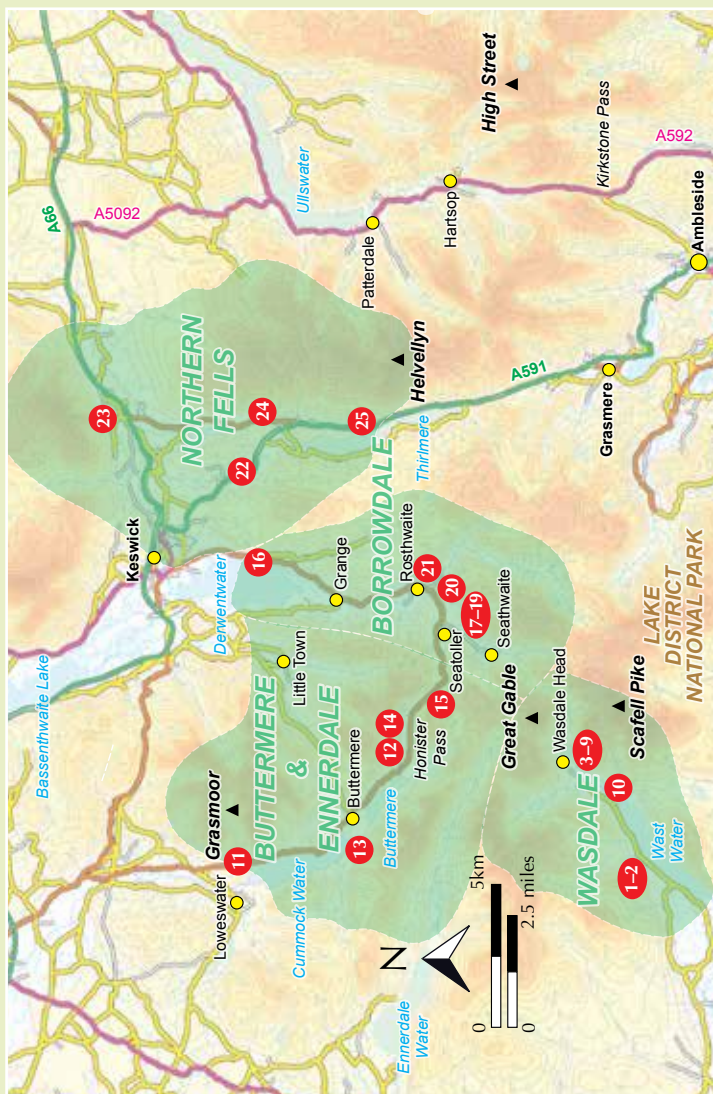 Bassenthwaite Lake
A66
A5092
23
Keswick
Loweswater
11
Grasmoor
Derwentwater
16
22
24
NORTHERN
FELLS
Ullswater
Cummock Water
BUTTERMERE
&
ENNERDALE
Little Town
Grange
BORROWDALE
25
Helvellyn
Patterdale
High Street
Buttermere
13
Buttermere
12
14
Honister
Pass
15
Rosthwaite
21
20
17–19
Thirlmere
Hartsop
Seatoller
Seathwaite
Ennerdale
Water
N
0
5km
0
2.5 miles
Great Gable
Wasdale Head
A591
Kirkstone Pass
WASDALE
3–9
10
Scafell Pike
1–2
Wast
Water
Grasmere
A592
Ambleside
LAKE
DISTRICT
NATIONAL PARK